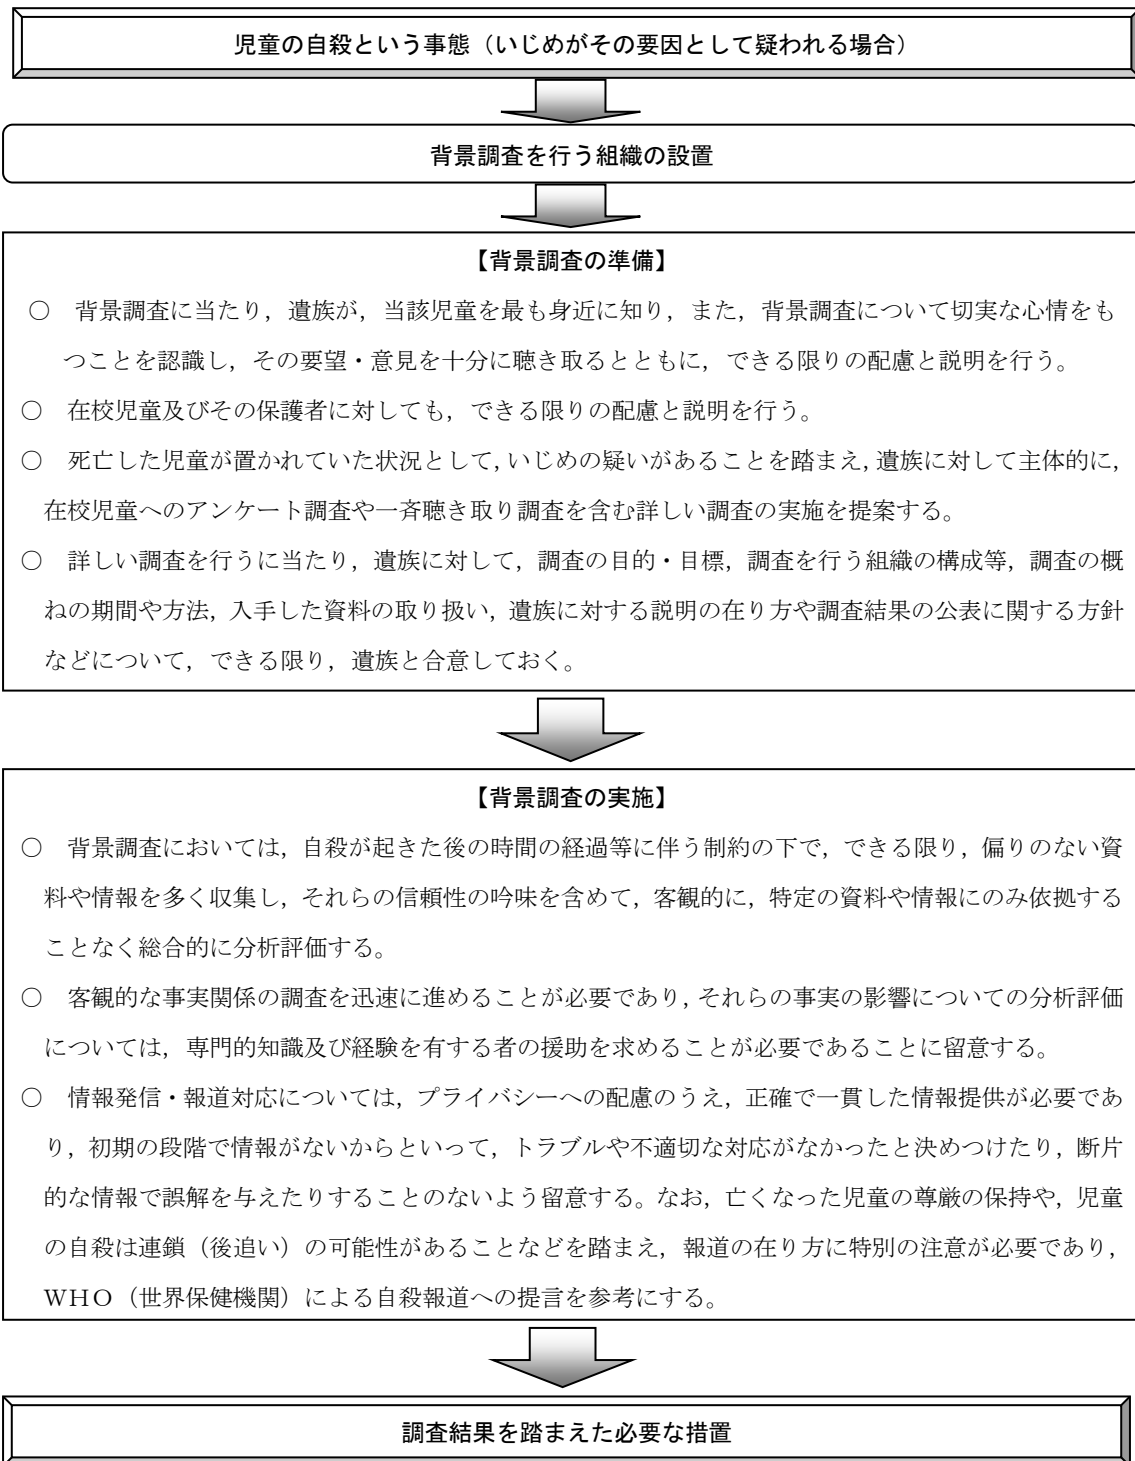 児童の自殺という事態（いじめがその要因として疑われる場合）
背景調査を行う組織の設置
【背景調査の準備】
○　背景調査に当たり，遺族が，当該児童を最も身近に知り，また，背景調査について切実な心情をも
つことを認識し，その要望・意見を十分に聴き取るとともに，できる限りの配慮と説明を行う。
○　在校児童及びその保護者に対しても，できる限りの配慮と説明を行う。
○　死亡した児童が置かれていた状況として，いじめの疑いがあることを踏まえ，遺族に対して主体的に，
在校児童へのアンケート調査や一斉聴き取り調査を含む詳しい調査の実施を提案する。
○　詳しい調査を行うに当たり，遺族に対して，調査の目的・目標，調査を行う組織の構成等，調査の概
ねの期間や方法，入手した資料の取り扱い，遺族に対する説明の在り方や調査結果の公表に関する方針
などについて，できる限り，遺族と合意しておく。
【背景調査の実施】
○　背景調査においては，自殺が起きた後の時間の経過等に伴う制約の下で，できる限り，偏りのない資
料や情報を多く収集し，それらの信頼性の吟味を含めて，客観的に，特定の資料や情報にのみ依拠する
ことなく総合的に分析評価する。
○　客観的な事実関係の調査を迅速に進めることが必要であり，それらの事実の影響についての分析評価
については，専門的知識及び経験を有する者の援助を求めることが必要であることに留意する。
○　情報発信・報道対応については，プライバシーへの配慮のうえ，正確で一貫した情報提供が必要であ
り，初期の段階で情報がないからといって，トラブルや不適切な対応がなかったと決めつけたり，断片
的な情報で誤解を与えたりすることのないよう留意する。なお，亡くなった児童の尊厳の保持や，児童
の自殺は連鎖（後追い）の可能性があることなどを踏まえ，報道の在り方に特別の注意が必要であり，
ＷＨＯ（世界保健機関）による自殺報道への提言を参考にする。
調査結果を踏まえた必要な措置